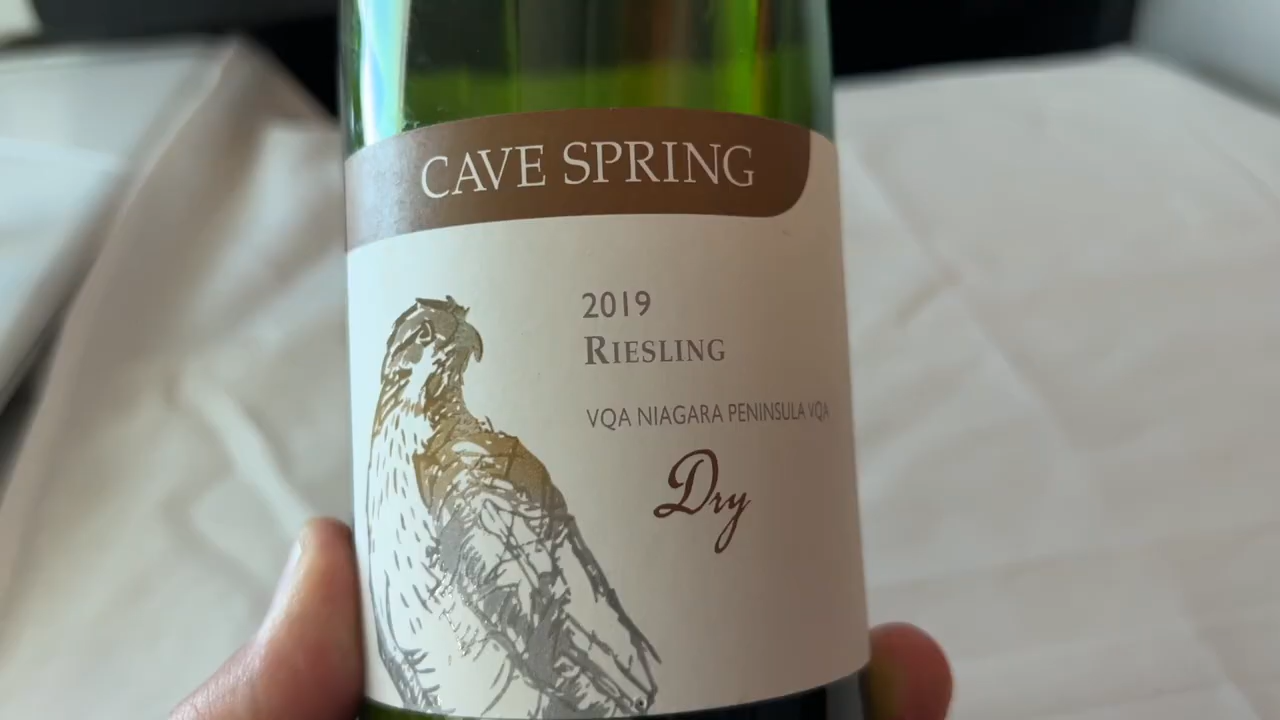 CAVE SPRING
2019
RIESLING
VQA NIAGARA PENINSULA VQA
Dry